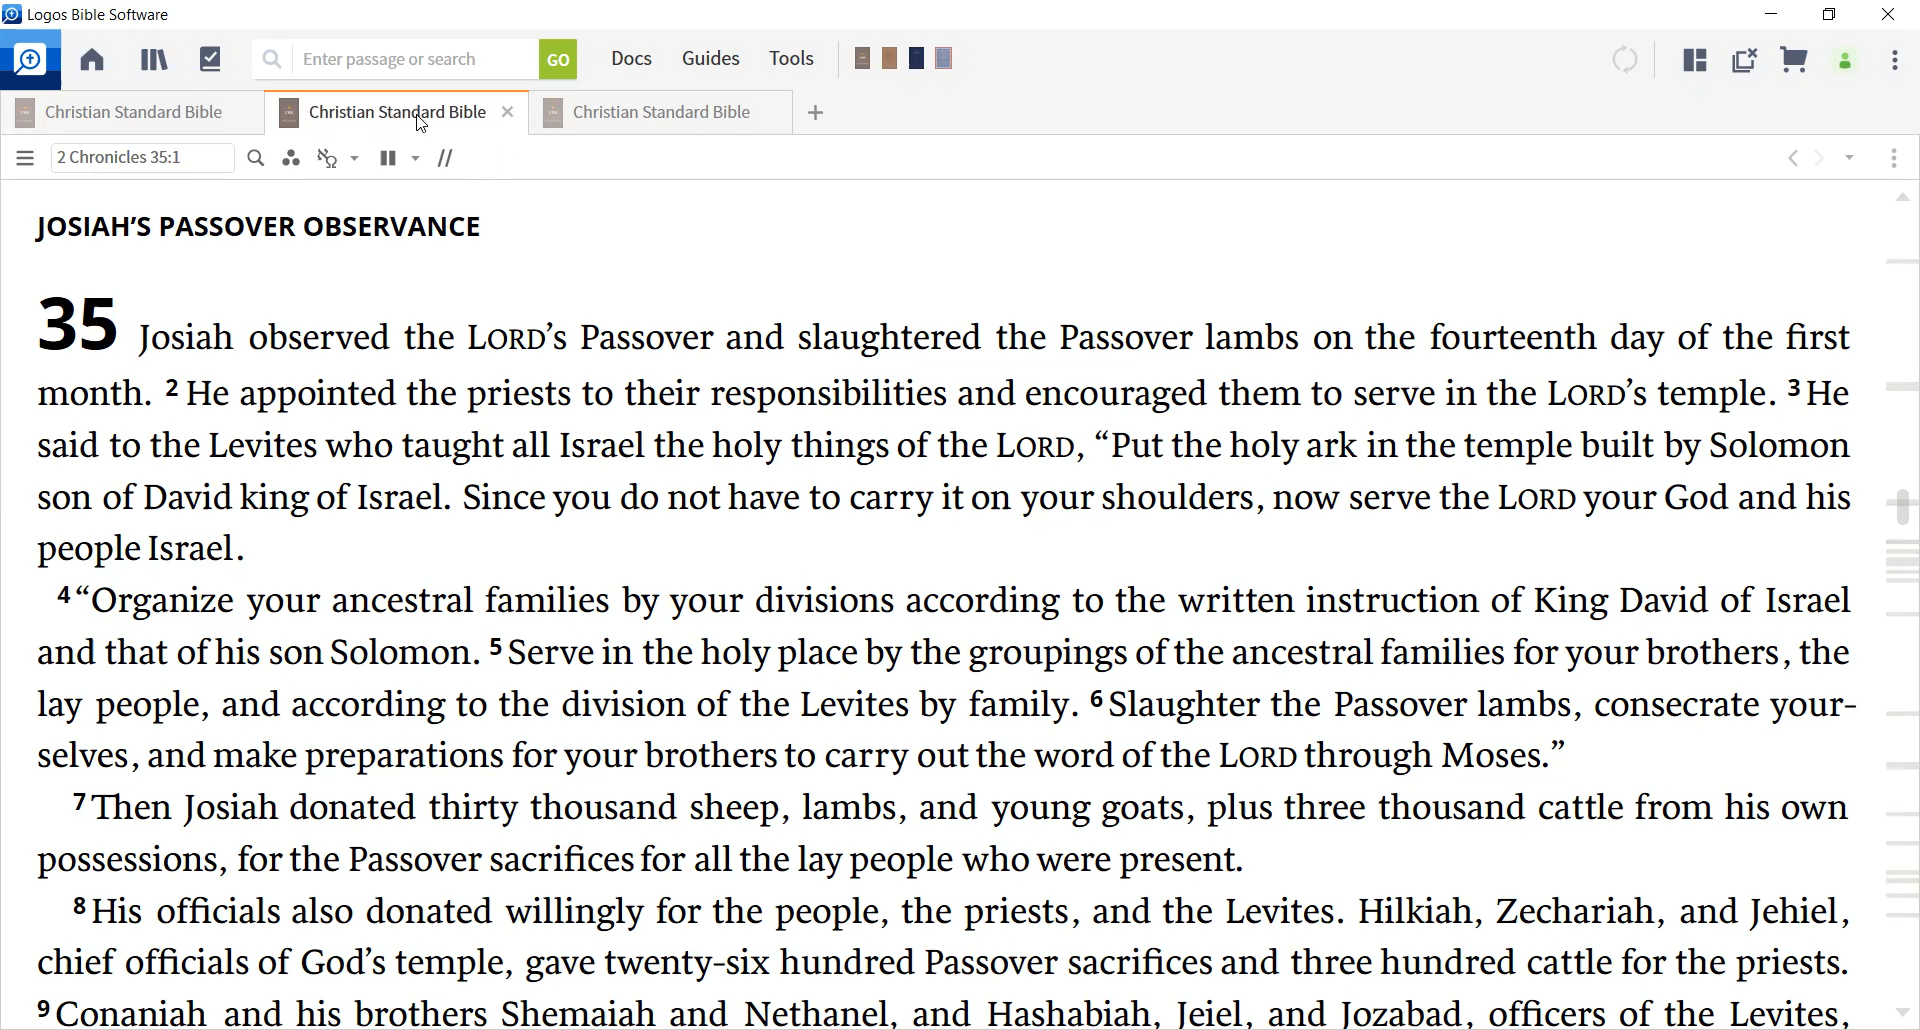 Logos Bible Software
Enter passage or search GO Docs Guides Tools
Christian Standard Bible Christian Standard Bible Christian Standard Bible
2 Chronicles 35:1
JOSIAH’S PASSOVER OBSERVANCE
35 Josiah observed the LORD’s Passover and slaughtered the Passover lambs on the fourteenth day of the first
month. 2 He appointed the priests to their responsibilities and encouraged them to serve in the LORD’s temple. 3 He
said to the Levites who taught all Israel the holy things of the LORD, “Put the holy ark in the temple built by Solomon
son of David king of Israel. Since you do not have to carry it on your shoulders, now serve the LORD your God and his
people Israel.
4 “Organize your ancestral families by your divisions according to the written instruction of King David of Israel
and that of his son Solomon. 5 Serve in the holy place by the groupings of the ancestral families for your brothers, the
lay people, and according to the division of the Levites by family. 6 Slaughter the Passover lambs, consecrate your-
selves, and make preparations for your brothers to carry out the word of the LORD through Moses.”
7 Then Josiah donated thirty thousand sheep, lambs, and young goats, plus three thousand cattle from his own
possessions, for the Passover sacrifices for all the lay people who were present.
8 His officials also donated willingly for the people, the priests, and the Levites. Hilkiah, Zechariah, and Jehiel,
chief officials of God’s temple, gave twenty-six hundred Passover sacrifices and three hundred cattle for the priests.
9 Conaniah and his brothers Shemaiah and Nethanel, and Hashabiah, Jeiel, and Jozabad, officers of the Levites,